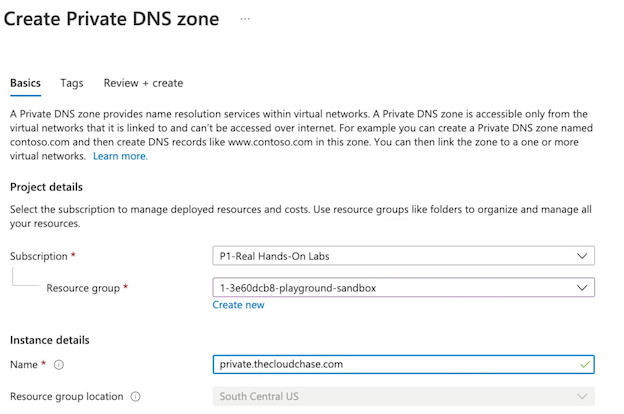 Create Private DNS zone ...
Basics Tags Review + create
A Private DNS zone provides name resolution services within virtual networks. A Private DNS zone is accessible only from the
virtual networks that it is linked to and can't be accessed over internet. For example you can create a Private DNS zone named
contoso.com and then create DNS records like www.contoso.com in this zone. You can then link the zone to a one or more
virtual networks. Learn more.
Project details
Select the subscription to manage deployed resources and costs. Use resource groups like folders to organize and manage all
your resources.
Subscription * P1-Real Hands-On Labs
Resource group * 1-3e60dcb8-playground-sandbox
Create new
Instance details
Name * private.thecloudchase.com
Resource group location South Central US